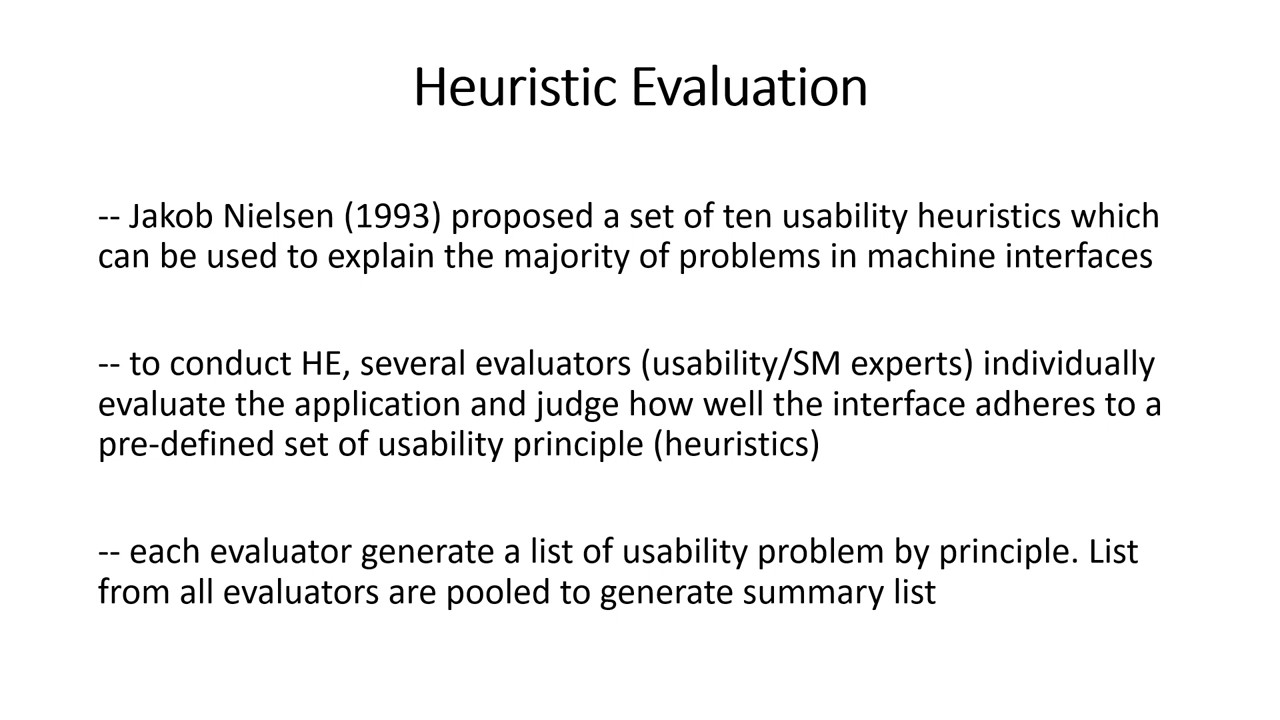 Heuristic Evaluation
-- Jakob Nielsen (1993) proposed a set of ten usability heuristics which
can be used to explain the majority of problems in machine interfaces
-- to conduct HE, several evaluators (usability/SM experts) individually
evaluate the application and judge how well the interface adheres to a
pre-defined set of usability principle (heuristics)
-- each evaluator generate a list of usability problem by principle. List
from all evaluators are pooled to generate summary list